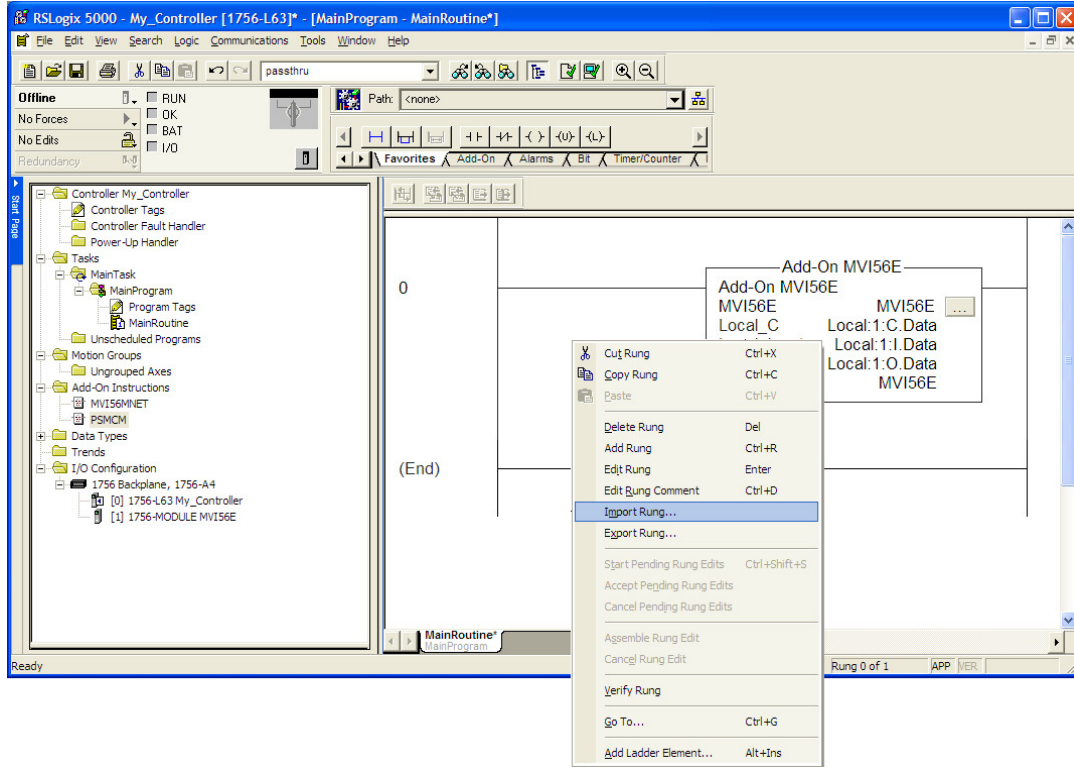 RSLogix 5000 - My_Controller [1756-L63]* - [MainProgram - MainRoutine*]
File Edit View Search Logic Communications Tools Window Help
passthru
Offline
RUN
No Forces
OK
No Edits
BAT
Redundancy
I/O
Path: <none>
Favorites Add-On Alarms Bit Timer/Counter
Start Page
Controller My_Controller
Controller Tags
Controller Fault Handler
Power-Up Handler
Tasks
MainTask
MainProgram
Program Tags
MainRoutine
Unscheduled Programs
Motion Groups
Ungrouped Axes
Add-On Instructions
MVI56MNET
PSMCM
Data Types
Trends
I/O Configuration
1756 Backplane, 1756-A4
[0] 1756-L63 My_Controller
[1] 1756-MODULE MVI56E
0
Add-On MVI56E
Add-On MVI56E
MVI56E MVI56E ...
Local_C Local:1:C.Data
Local:1:I.Data
Local:1:O.Data
MVI56E
(End)
Cut Rung Ctrl+X
Copy Rung Ctrl+C
Paste Ctrl+V
Delete Rung Del
Add Rung Ctrl+R
Edit Rung Enter
Edit Rung Comment Ctrl+D
Import Rung...
Export Rung...
Start Pending Rung Edits Ctrl+Shift+S
Accept Pending Rung Edits
Cancel Pending Rung Edits
Assemble Rung Edit
Cancel Rung Edit
Verify Rung
Go To... Ctrl+G
Add Ladder Element... Alt+Ins
MainRoutine*
MainProgram
Ready
Rung 0 of 1 APP VER